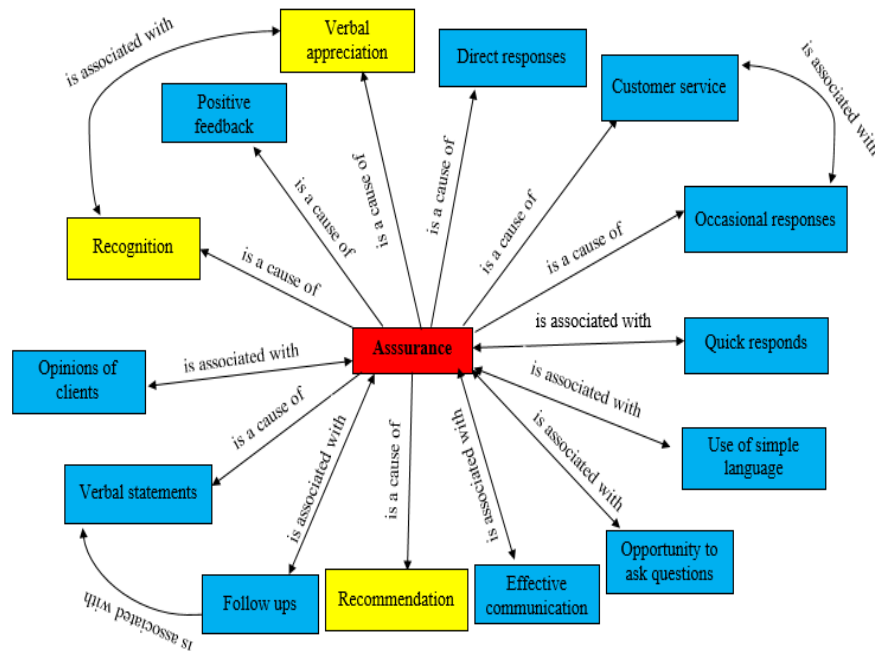 Verbal
appreciation
is associated with
Direct responses
Customer service
is associated with
Positive
feedback
is a cause of
is a cause of
is a cause of
is a cause of
Occasional responses
Recognition
is a cause of
is a cause of
Asssurance
is associated with
Quick responds
Opinions of
clients
is associated with
is associated with
Use of simple
language
is a cause of
is associated with
is a cause of
is associated with
is associated with
Verbal statements
Opportunity to
ask questions
is associated with
Follow ups
Recommendation
Effective
communication